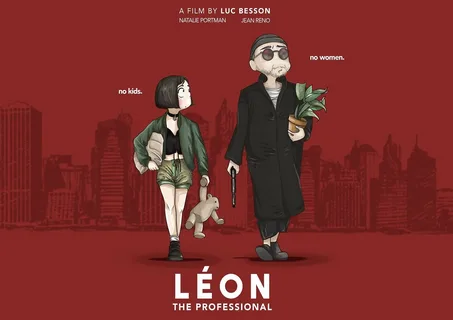 A FILM BY LUC BESSON
NATALIE PORTMAN JEAN RENO
no women.
no kids.
LÉON
THE PROFESSIONAL